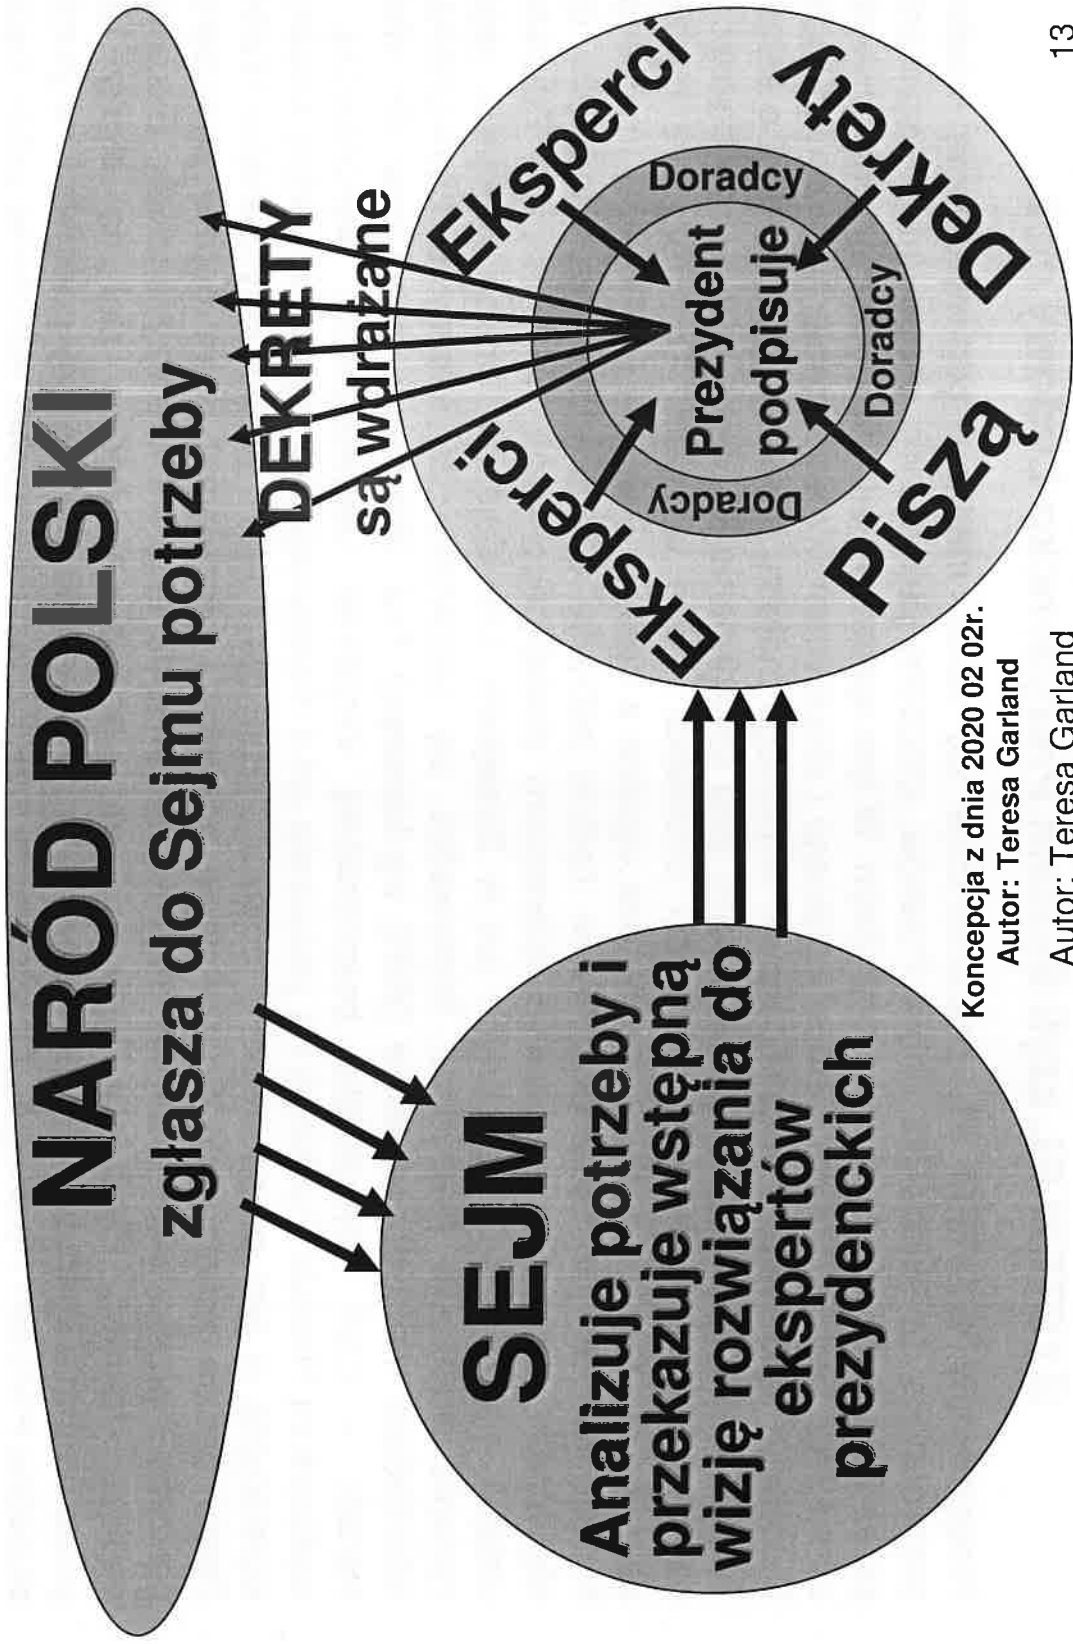 NARÓD POLSKI
zgłasza do Sejmu potrzeby
DEKRETY
są wdrażane
SEJM
Analizuje potrzeby i
przekazuje wstępną
wizję rozwiązania do
ekspertów
prezydenckich
Eksperci
Eksperci
Piszą
Dekrety
Doradcy
Doradcy
Doradcy
Prezydent
podpisuje
Koncepcja z dnia 2020 02 02r.
Autor: Teresa Garland
Autor: Teresa Garland
13